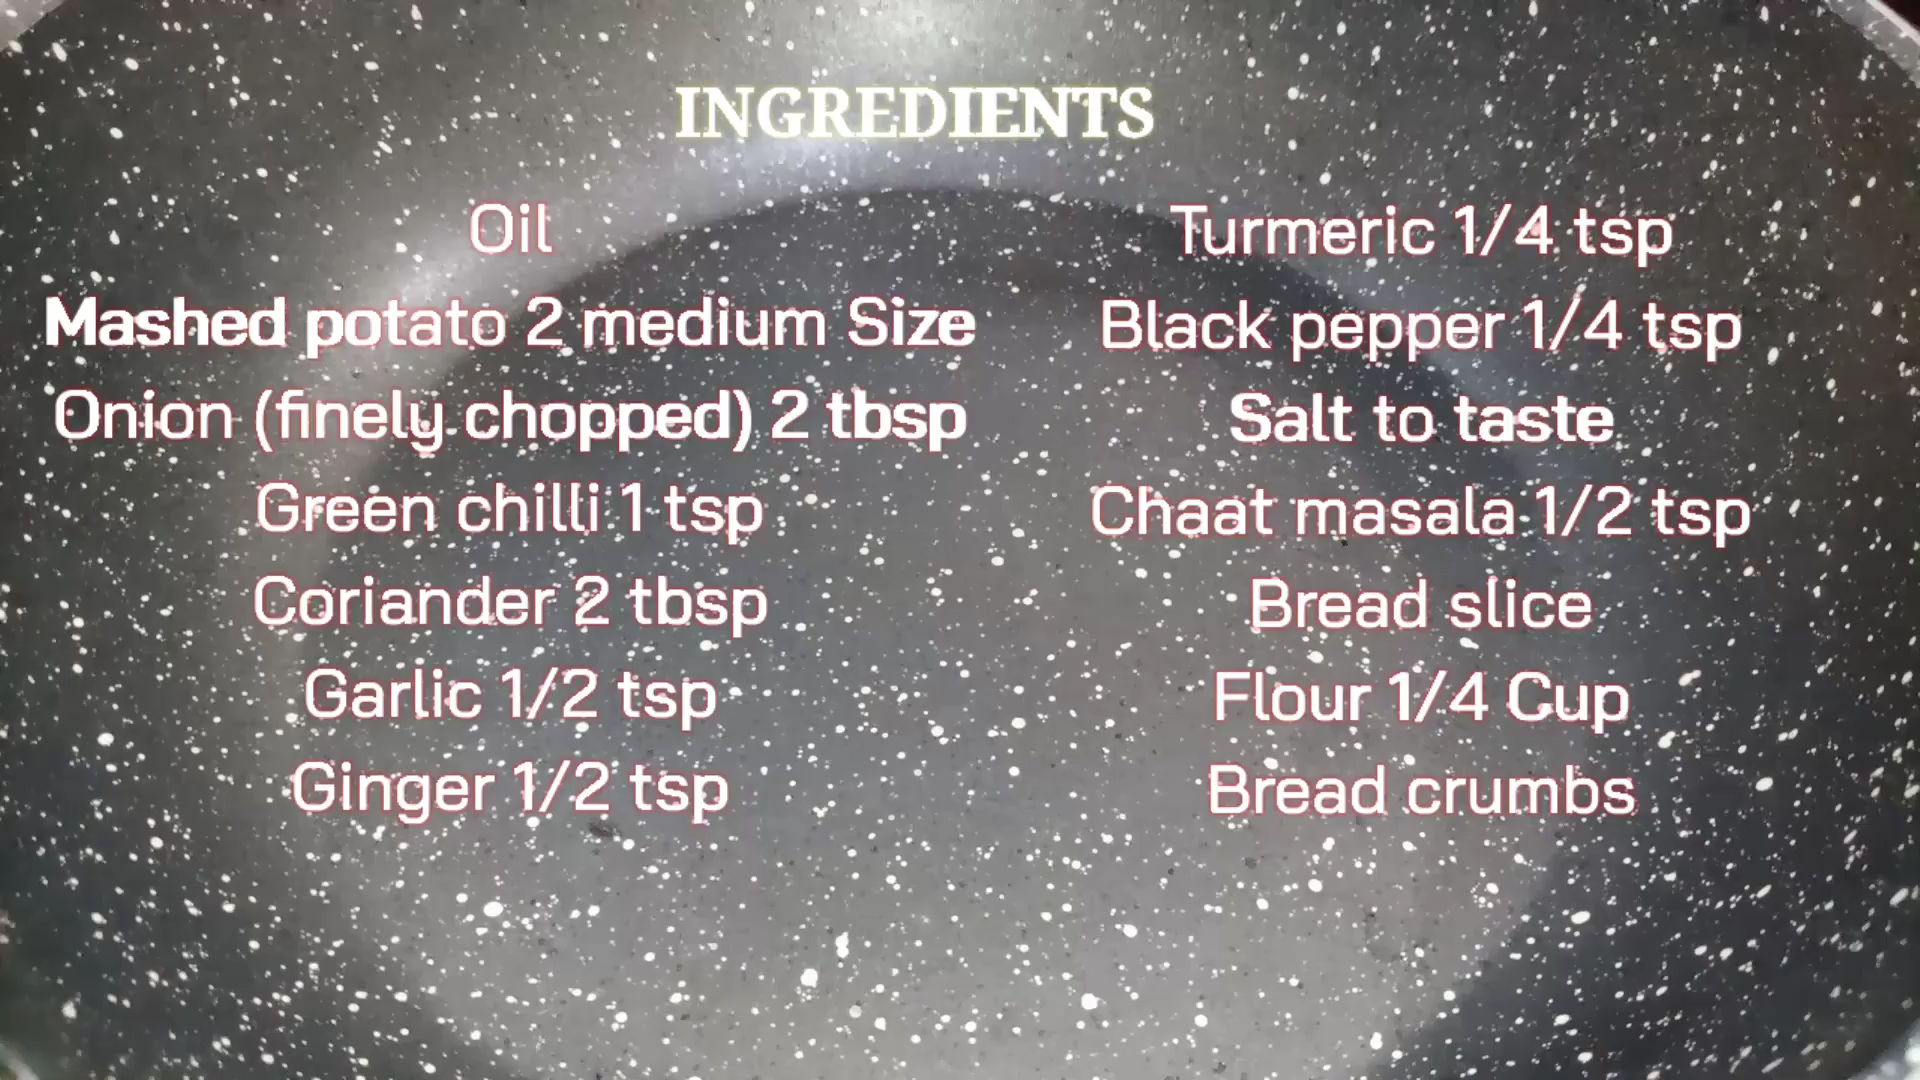 INGREDIENTS
Oil
Mashed potato 2 medium Size
Onion (finely chopped) 2 tbsp
Green chilli 1 tsp
Coriander 2 tbsp
Garlic 1/2 tsp
Ginger 1/2 tsp
Turmeric 1/4 tsp
Black pepper 1/4 tsp
Salt to taste
Chaat masala 1/2 tsp
Bread slice
Flour 1/4 Cup
Bread crumbs